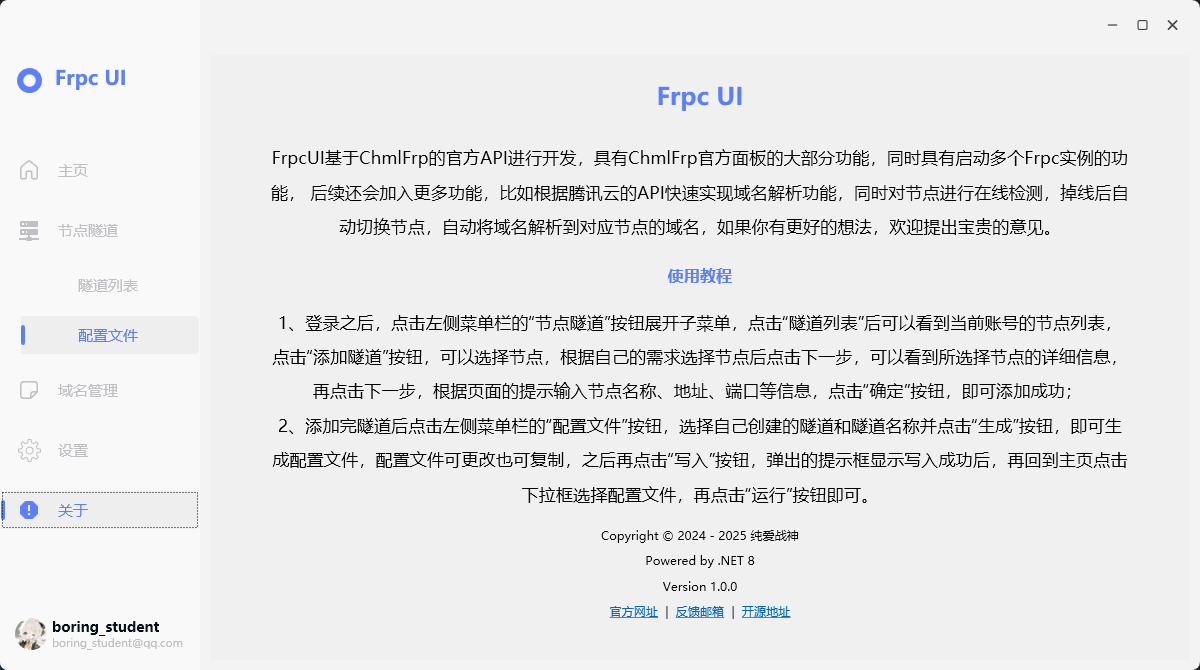 Frpc UI
主页
节点隧道
隧道列表
配置文件
域名管理
设置
关于
boring_student
boring_student@qq.com
Frpc UI
FrpcUI基于ChmlFrp的官方API进行开发，具有ChmlFrp官方面板的大部分功能，同时具有启动多个Frpc实例的功
能， 后续还会加入更多功能，比如根据腾讯云的API快速实现域名解析功能，同时对节点进行在线检测，掉线后自
动切换节点，自动将域名解析到对应节点的域名，如果你有更好的想法，欢迎提出宝贵的意见。
使用教程
1、登录之后，点击左侧菜单栏的“节点隧道”按钮展开子菜单，点击“隧道列表”后可以看到当前账号的节点列表，
点击“添加隧道”按钮，可以选择节点，根据自己的需求选择节点后点击下一步，可以看到所选择节点的详细信息，
再点击下一步，根据页面的提示输入节点名称、地址、端口等信息，点击“确定”按钮，即可添加成功；
2、添加完隧道后点击左侧菜单栏的“配置文件”按钮，选择自己创建的隧道和隧道名称并点击“生成”按钮，即可生
成配置文件，配置文件可更改也可复制，之后再点击“写入”按钮，弹出的提示框显示写入成功后，再回到主页点击
下拉框选择配置文件，再点击“运行”按钮即可。
Copyright © 2024 - 2025 纯爱战神
Powered by .NET 8
Version 1.0.0
官方网址 | 反馈邮箱 | 开源地址